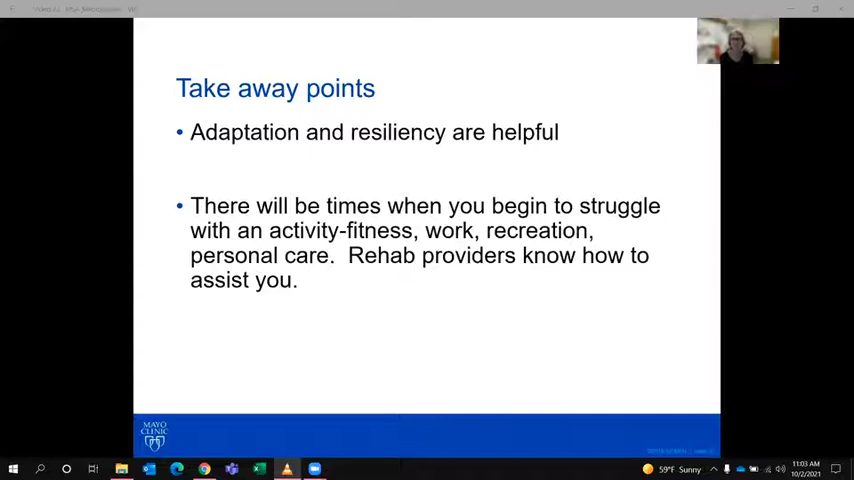 Take away points
• Adaptation and resiliency are helpful
• There will be times when you begin to struggle
with an activity-fitness, work, recreation,
personal care.  Rehab providers know how to
assist you.
MAYO
CLINIC
59°F Sunny
11:03 AM
10/2/2021